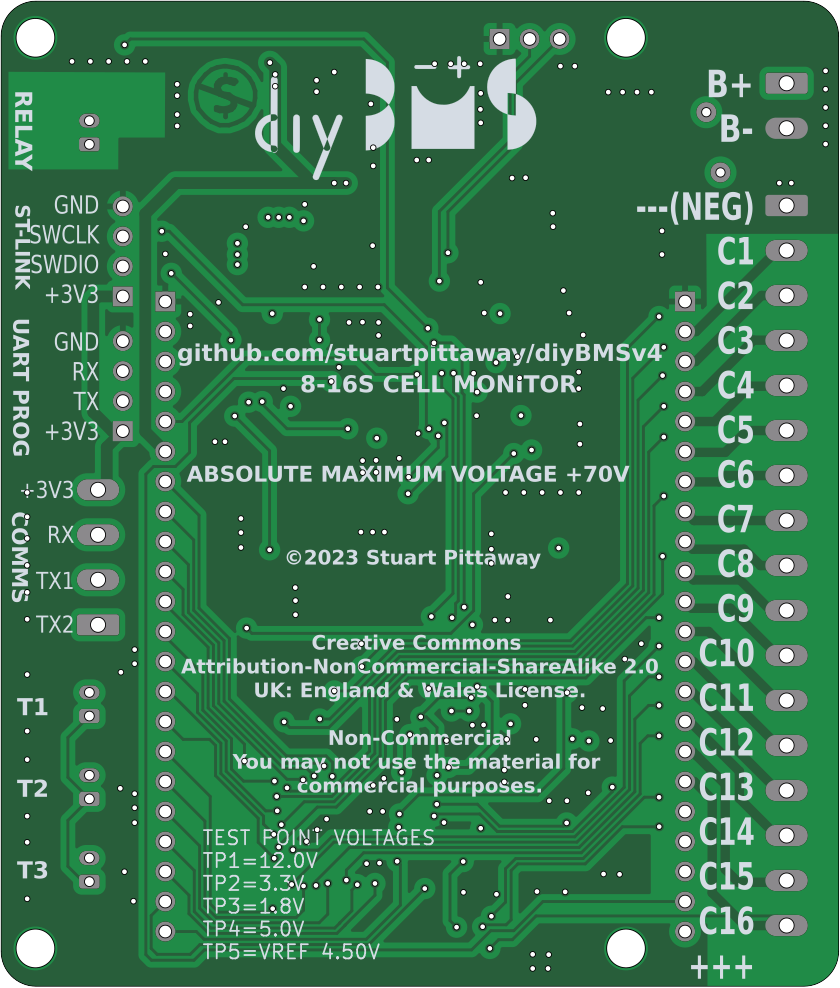 diyBMS
− +
B+
B-
---(NEG)
RELAY
ST-LINK
GND
SWCLK
SWDIO
+3V3
UART PROG
GND
RX
TX
+3V3
COMMS
+3V3
RX
TX1
TX2
T1
T2
T3
C1
C2
C3
C4
C5
C6
C7
C8
C9
C10
C11
C12
C13
C14
C15
C16
+++
github.com/stuartpittaway/diyBMSv4
8-16S CELL MONITOR
ABSOLUTE MAXIMUM VOLTAGE +70V
©2023 Stuart Pittaway
Creative Commons
Attribution-NonCommercial-ShareAlike 2.0
UK: England & Wales License.
Non-Commercial
You may not use the material for
commercial purposes.
TEST POINT VOLTAGES
TP1=12.0V
TP2=3.3V
TP3=1.8V
TP4=5.0V
TP5=VREF 4.50V